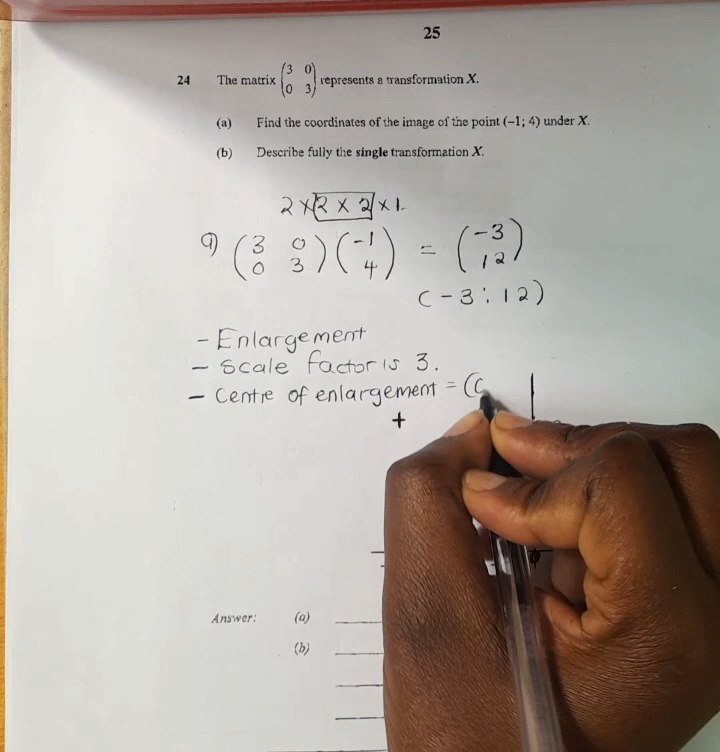 25
24 The matrix (3 0 0 3) represents a transformation X.
(a) Find the coordinates of the image of the point (−1; 4) under X.
(b) Describe fully the single transformation X.
2 × 2 × 2 × 1
a) (3 0 0 3) (-1 4) = (-3 12)
(-3 : 12)
- Enlargement
- Scale factor is 3.
- Centre of enlargement = (
+
Answer: (a)
(b)